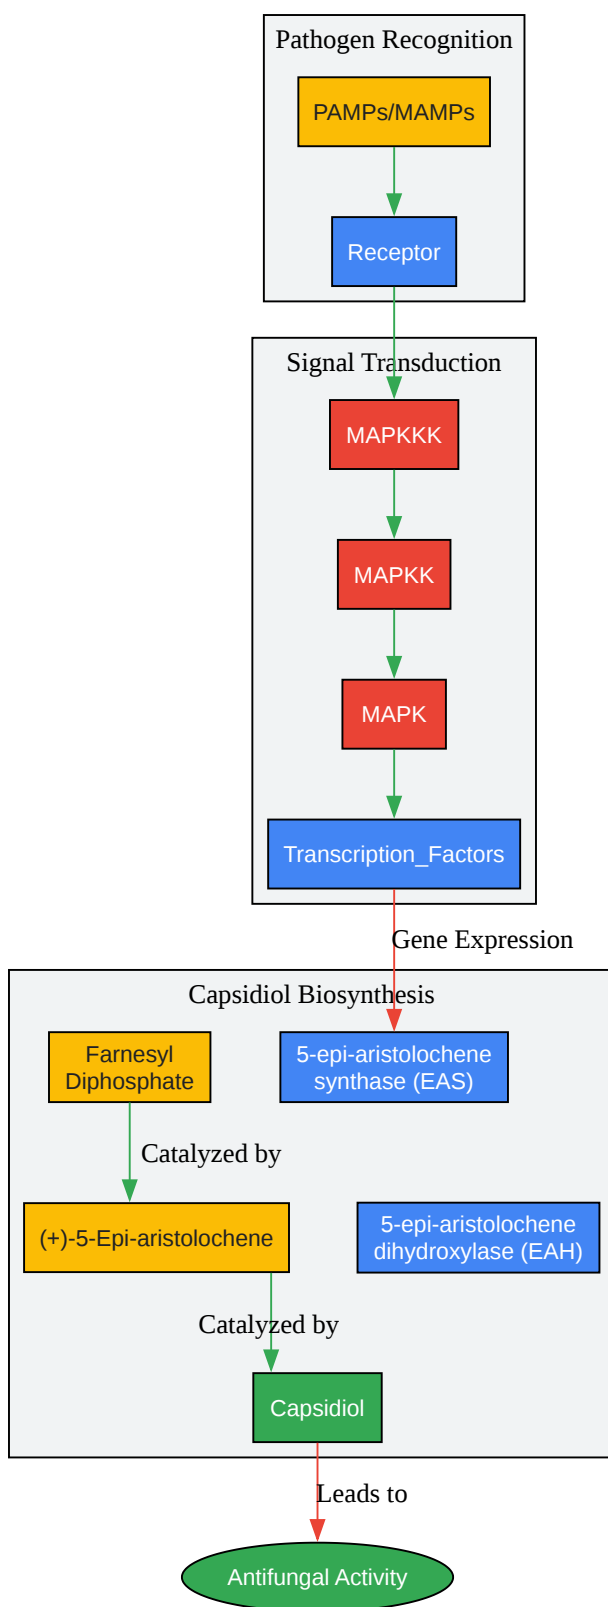 Pathogen Recognition
PAMPs/MAMPs
Receptor
Signal Transduction
MAPKKK
MAPKK
MAPK
Transcription_Factors
Gene Expression
Capsidiol Biosynthesis
Farnesyl
Diphosphate
5-epi-aristolochene
synthase (EAS)
Catalyzed by
(+)-5-Epi-aristolochene
5-epi-aristolochene
dihydroxylase (EAH)
Catalyzed by
Capsidiol
Leads to
Antifungal Activity